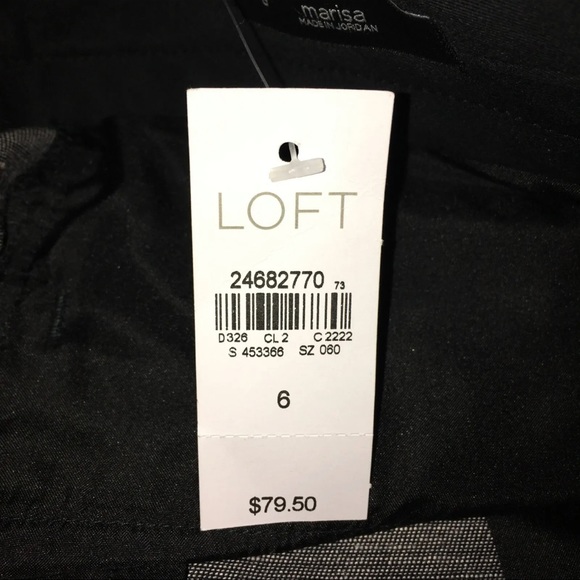 marisa
MADE IN JORDAN
LOFT
24682770 73
D326 CL 2 C 2222
S 453366 SZ 060
6
$79.50